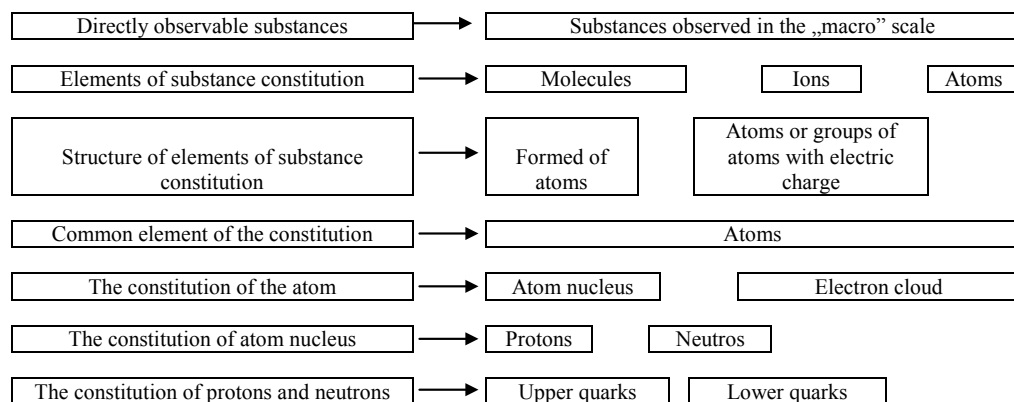 Directly observable substances
Substances observed in the „macro” scale
Elements of substance constitution
Molecules
Ions
Atoms
Structure of elements of substance
constitution
Formed of
atoms
Atoms or groups of
atoms with electric
charge
Common element of the constitution
Atoms
The constitution of the atom
Atom nucleus
Electron cloud
The constitution of atom nucleus
Protons
Neutros
The constitution of protons and neutrons
Upper quarks
Lower quarks